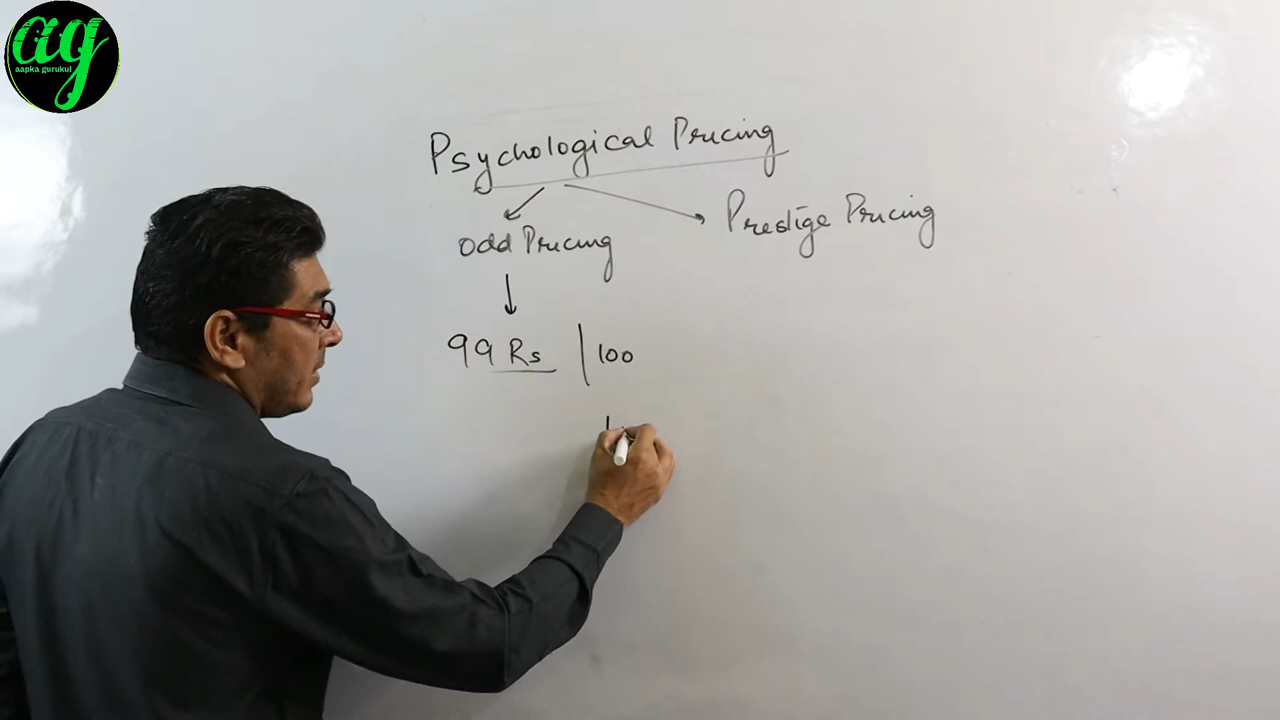 ag
aapka gurukul
Psychological Pricing
odd Pricing
Prestige Pricing
99 Rs | 100